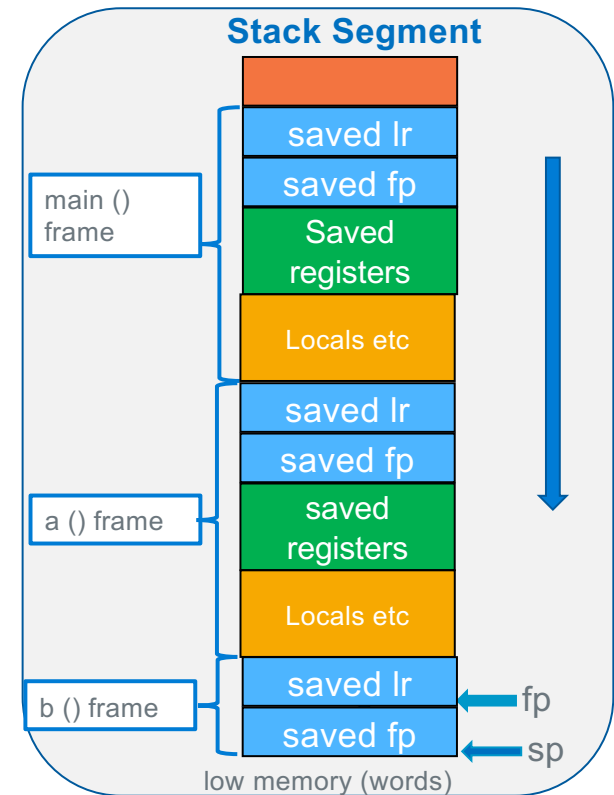 Stack Segment
saved lr
saved fp
main ()
frame
Saved
registers
Locals etc
saved lr
saved fp
a () frame
saved
registers
Locals etc
saved lr
fp
b () frame
saved fp
sp
low memory (words)